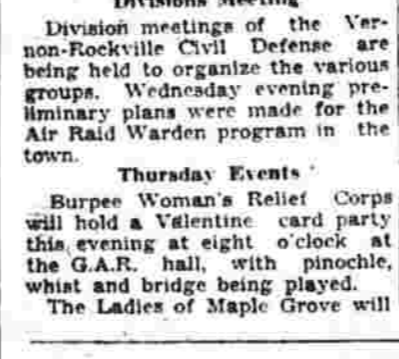 Divisions Meeting
Division meetings of the Ver-
non-Rockville Civil Defense are
being held to organize the various
groups. Wednesday evening pre-
liminary plans were made for the
Air Raid Warden program in the
town.
Thursday Events
Burpee Woman's Relief Corps
will hold a Valentine card party
this evening at eight o'clock at
the G.A.R. hall, with pinochle,
whist and bridge being played.
The Ladies of Maple Grove will